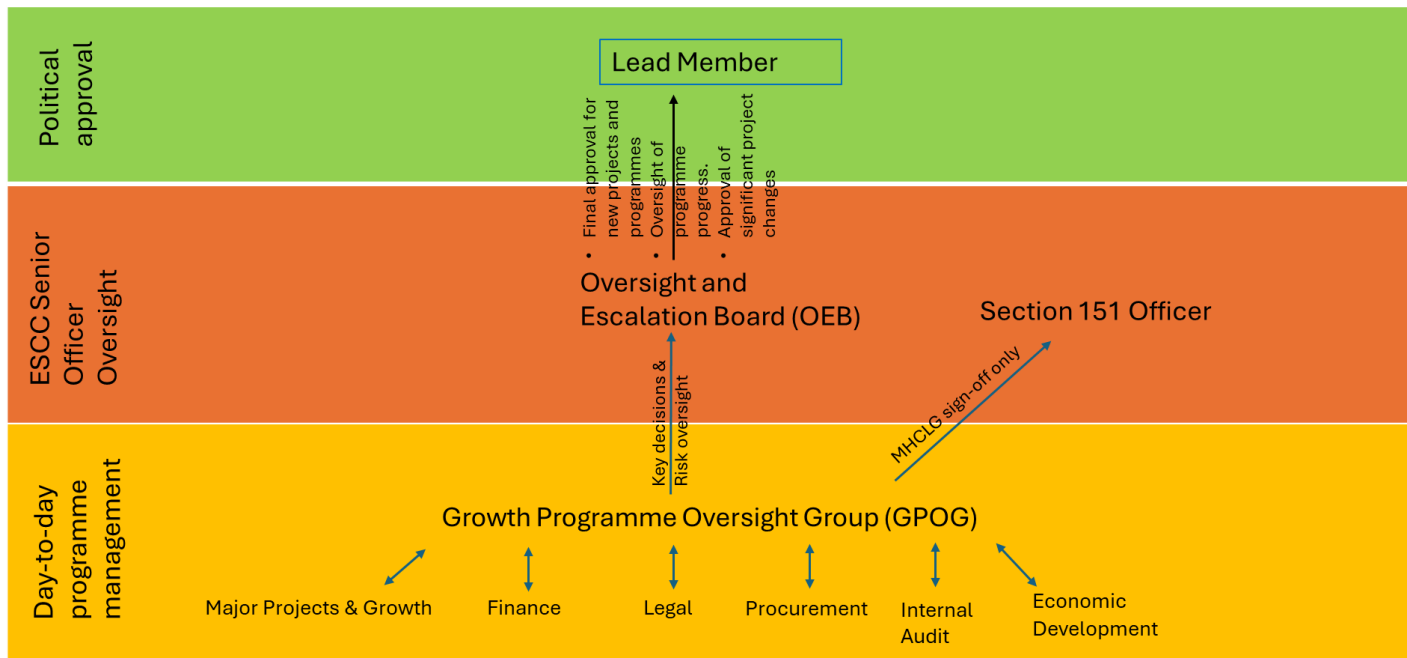 Political
approval
Lead Member
• Final approval for
new projects and
programmes
• Oversight of
programme
progress.
• Approval of
significant project
changes
ESCC Senior
Officer
Oversight
Oversight and
Escalation Board (OEB)
Section 151 Officer
Key decisions &
Risk oversight
MHCLG sign-off only
Day-to-day
programme
management
Growth Programme Oversight Group (GPOG)
Major Projects & Growth
Finance
Legal
Procurement
Internal
Audit
Economic
Development